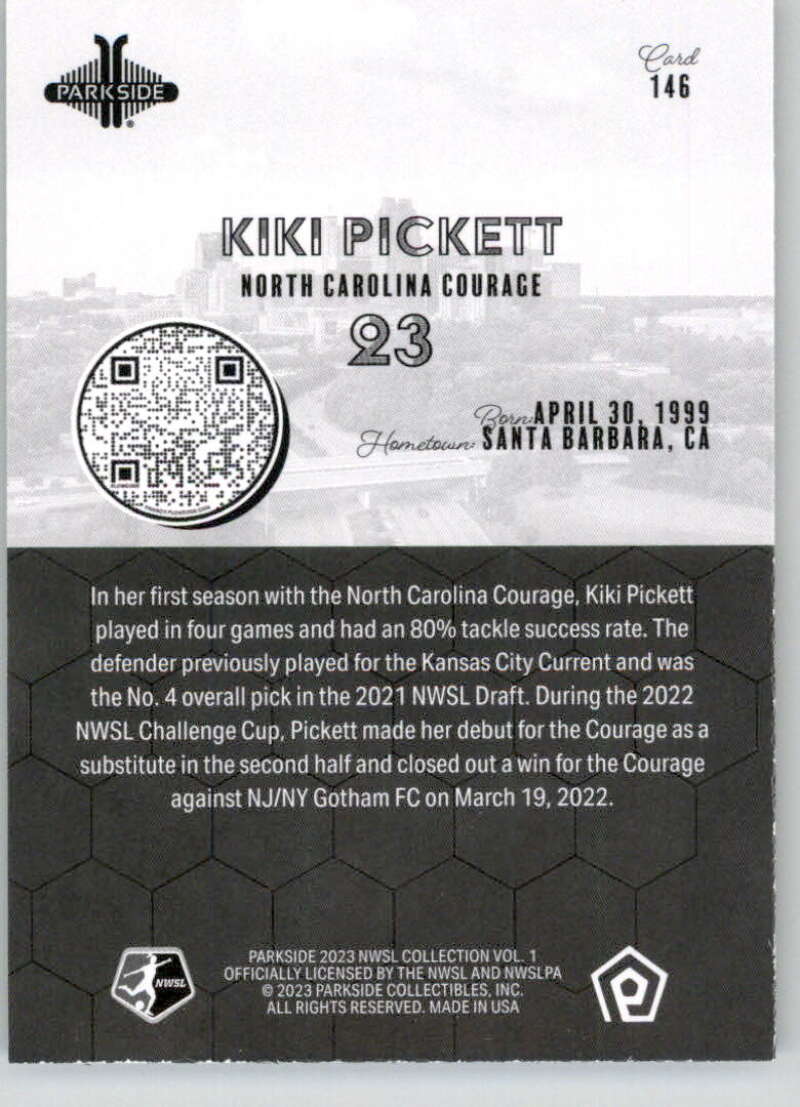 PARKSIDE
Card
146
KIKI PICKETT
NORTH CAROLINA COURAGE
23
Born: APRIL 30, 1999
Hometown: SANTA BARBARA, CA
In her first season with the North Carolina Courage, Kiki Pickett
played in four games and had an 80% tackle success rate. The
defender previously played for the Kansas City Current and was
the No. 4 overall pick in the 2021 NWSL Draft. During the 2022
NWSL Challenge Cup, Pickett made her debut for the Courage as a
substitute in the second half and closed out a win for the Courage
against NJ/NY Gotham FC on March 19, 2022.
NWSL
PARKSIDE 2023 NWSL COLLECTION VOL. 1
OFFICIALLY LICENSED BY THE NWSL AND NWSLPA
© 2023 PARKSIDE COLLECTIBLES, INC.
ALL RIGHTS RESERVED. MADE IN USA